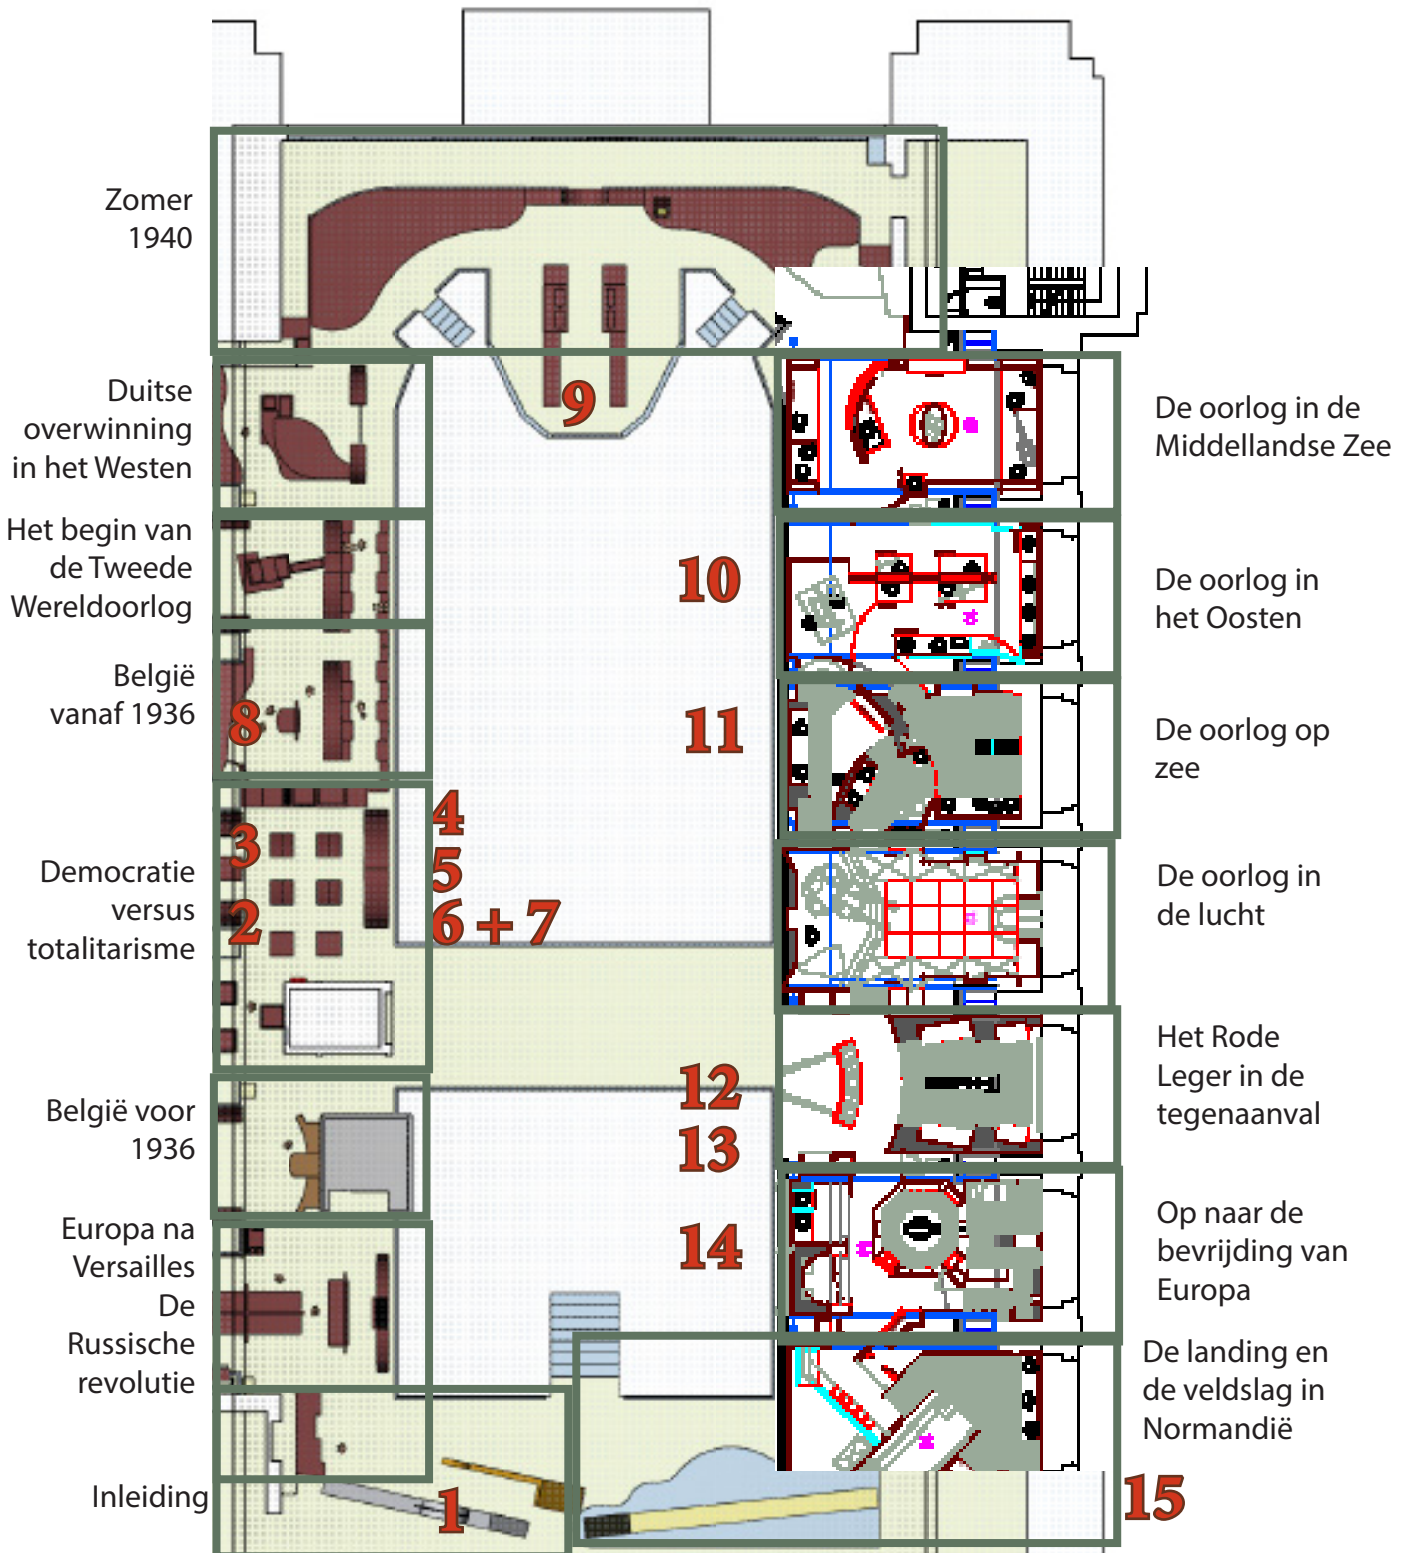 Zomer
1940
Duitse
overwinning
in het Westen
Het begin van
de Tweede
Wereldoorlog
België
vanaf 1936
Democratie
versus
totalitarisme
België voor
1936
Europa na
Versailles
De
Russische
revolutie
Inleiding
9
10
11
8
4
3
5
2
6 + 7
12
13
14
1
15
De oorlog in de
Middellandse Zee
De oorlog in
het Oosten
De oorlog op
zee
De oorlog in
de lucht
Het Rode
Leger in de
tegenaanval
Op naar de
bevrijding van
Europa
De landing en
de veldslag in
Normandië